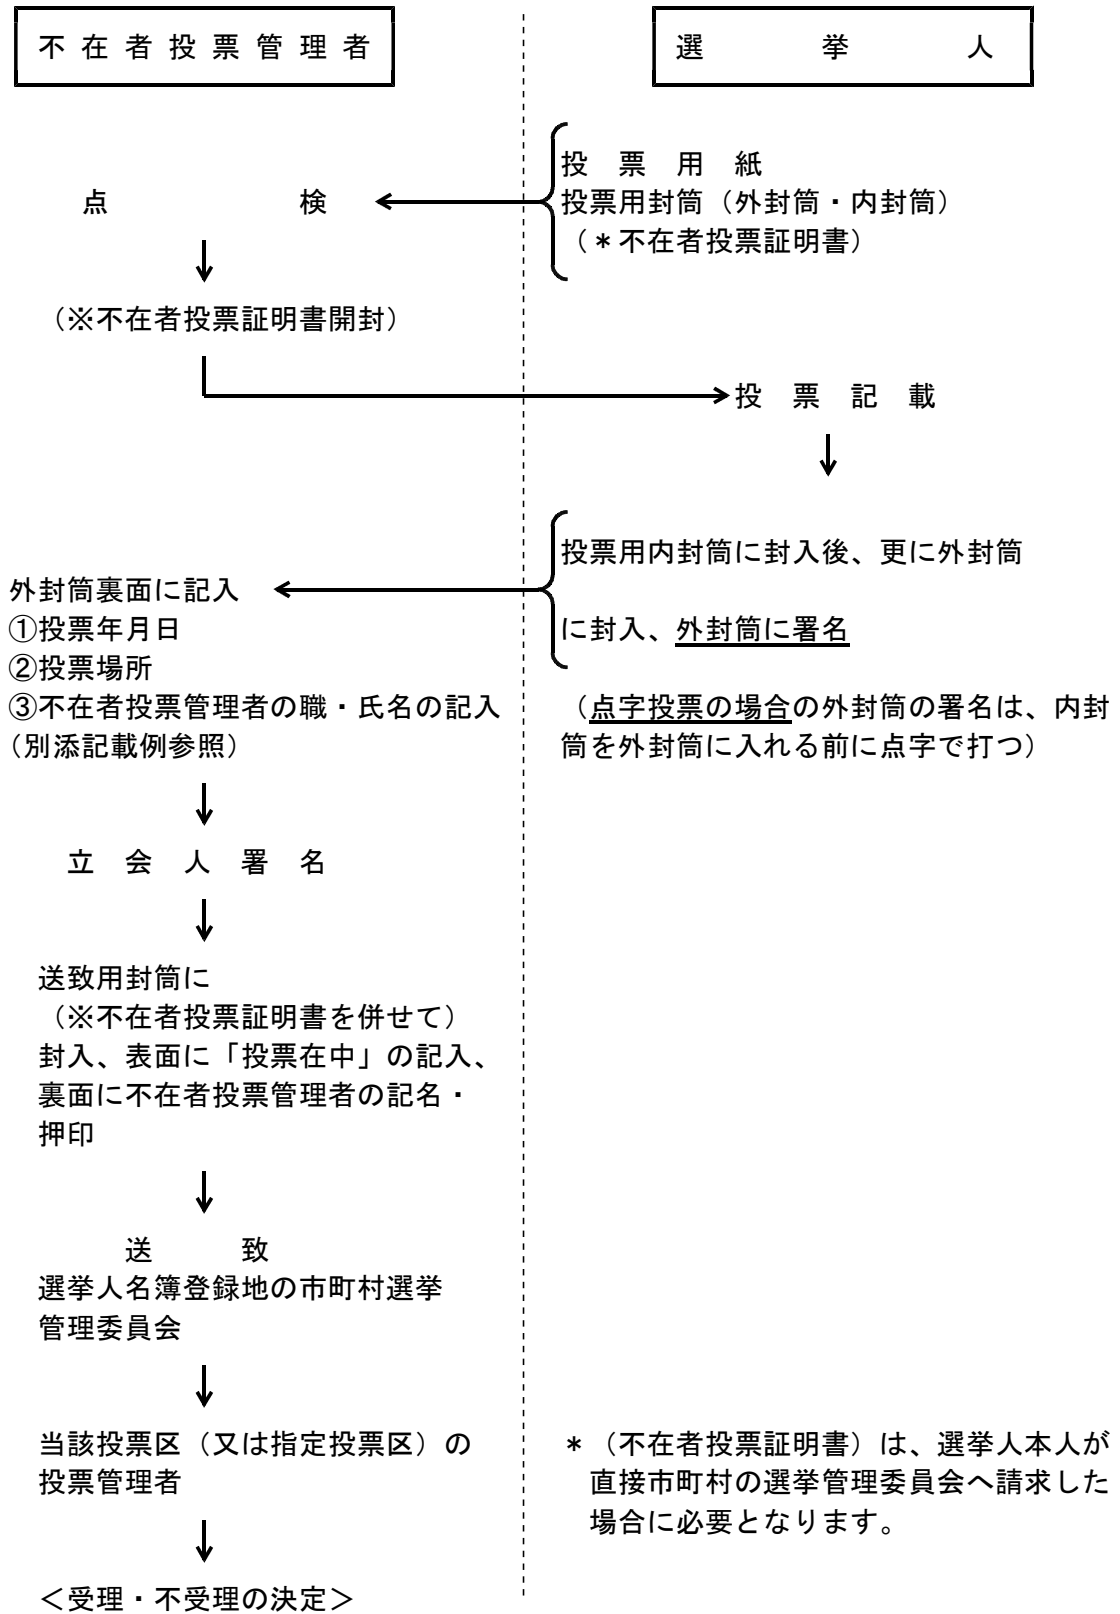 不在者投票管理者
選挙人
投票用紙
投票用封筒（外封筒・内封筒）
（＊不在者投票証明書）
点検
（※不在者投票証明書開封）
投票記載
投票用内封筒に封入後、更に外封筒
に封入、外封筒に署名
（点字投票の場合の外封筒の署名は、内封
筒を外封筒に入れる前に点字で打つ）
外封筒裏面に記入
①投票年月日
②投票場所
③不在者投票管理者の職・氏名の記入
（別添記載例参照）
立会人署名
送致用封筒に
（※不在者投票証明書を併せて）
封入、表面に「投票在中」の記入、
裏面に不在者投票管理者の記名・
押印
送致
選挙人名簿登録地の市町村選挙
管理委員会
当該投票区（又は指定投票区）の
投票管理者
＜受理・不受理の決定＞
＊（不在者投票証明書）は、選挙人本人が
直接市町村の選挙管理委員会へ請求した
場合に必要となります。